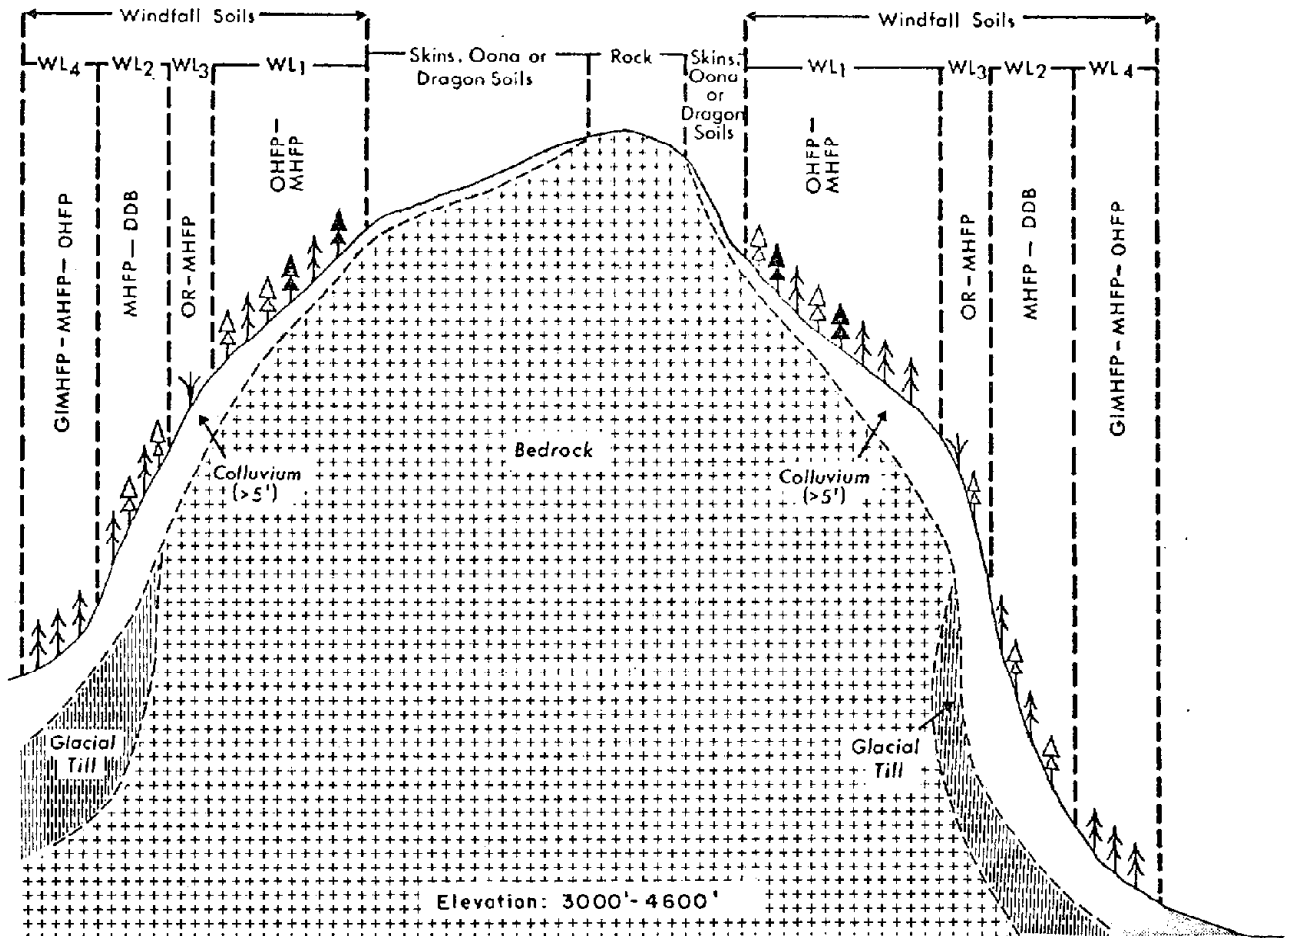 Windfall Soils
Windfall Soils
WL4
WL2
WL3
WL1
Skins, Oona or
Dragon Soils
Rock
Skins,
Oona
or
Dragon
Soils
WL1
WL3
WL2
WL4
GlMHFP-MHFP-OHFP
MHFP-DDB
OR-MHFP
OHFP-
MHFP
OHFP-
MHFP
OR-MHFP
MHFP-DDB
GlMHFP-MHFP-OHFP
Bedrock
Colluvium
(>5')
Colluvium
(>5')
Glacial
Till
Glacial
Till
Elevation: 3000'-4600'